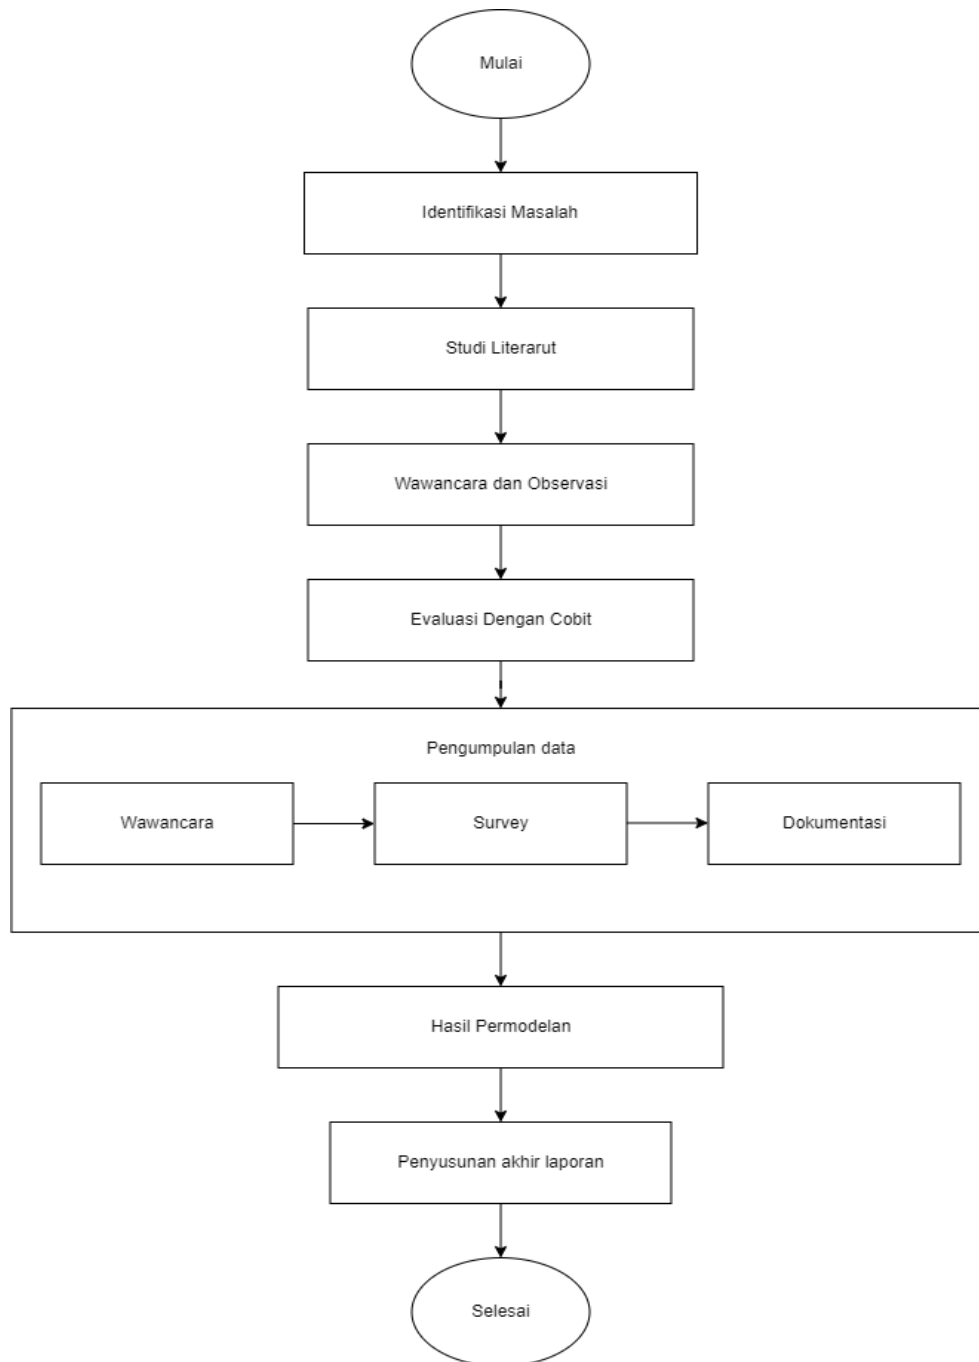 Mulai
Identifikasi Masalah
Studi Literarut
Wawancara dan Observasi
Evaluasi Dengan Cobit
Pengumpulan data
Wawancara
Survey
Dokumentasi
Hasil Permodelan
Penyusunan akhir laporan
Selesai